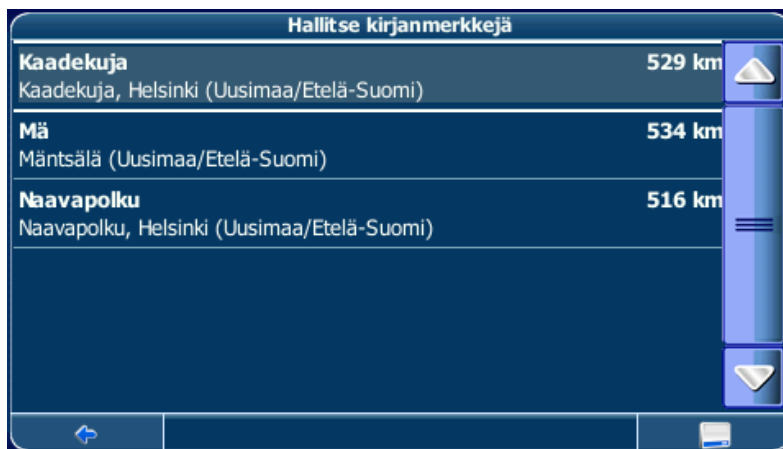 Hallitse kirjanmerkkejä
Kaadekuja 529 km
Kaadekuja, Helsinki (Uusimaa/Etelä-Suomi)
Mä 534 km
Mäntsälä (Uusimaa/Etelä-Suomi)
Naavapolku 516 km
Naavapolku, Helsinki (Uusimaa/Etelä-Suomi)